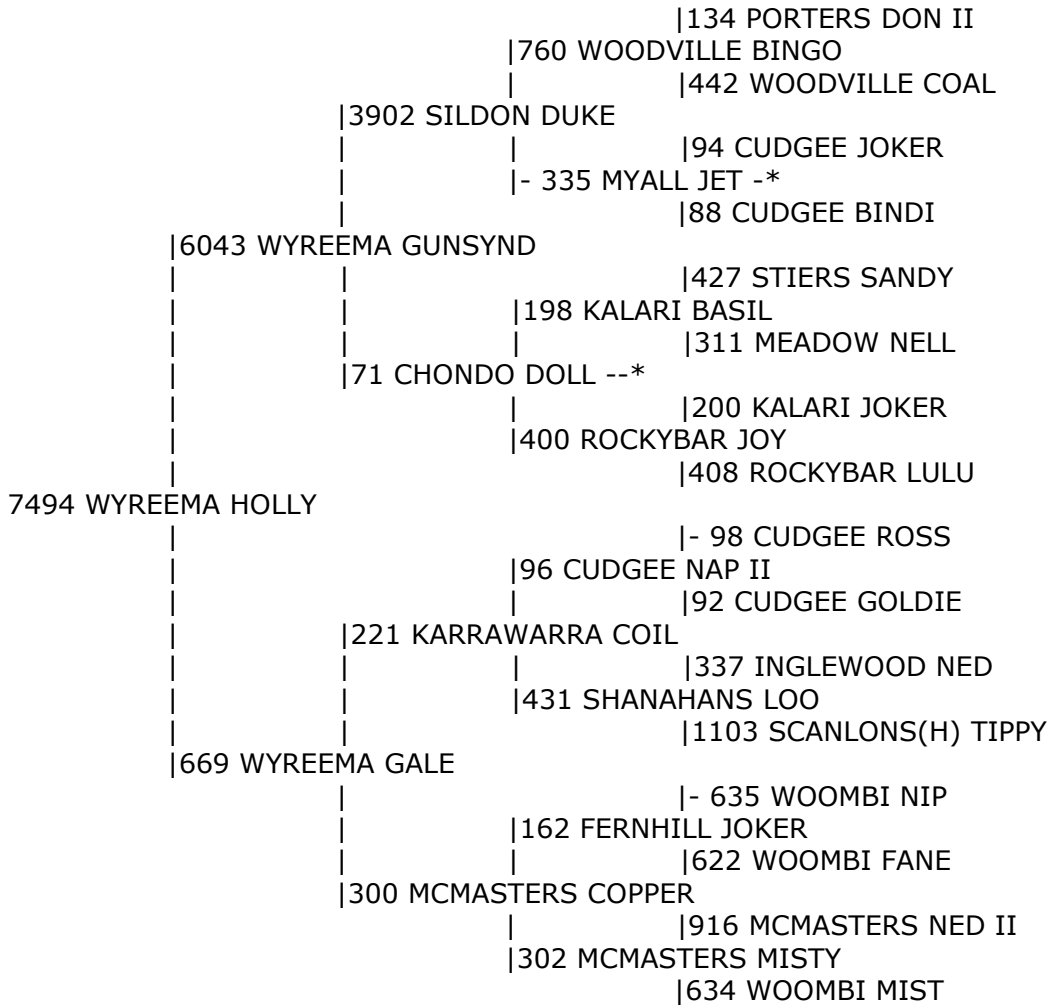 |134 PORTERS DON II
|760 WOODVILLE BINGO
| |442 WOODVILLE COAL
|3902 SILDON DUKE
| | |94 CUDGEE JOKER
| |- 335 MYALL JET -*
| |88 CUDGEE BINDI
|6043 WYREEMA GUNSYND
| | |427 STIERS SANDY
| | |198 KALARI BASIL
| | | |311 MEADOW NELL
| |71 CHONDO DOLL --*
| | |200 KALARI JOKER
| |400 ROCKYBAR JOY
| |408 ROCKYBAR LULU
7494 WYREEMA HOLLY
| |- 98 CUDGEE ROSS
| |96 CUDGEE NAP II
| | |92 CUDGEE GOLDIE
| |221 KARRAWARRA COIL
| | | |337 INGLEWOOD NED
| | |431 SHANAHANS LOO
| | |1103 SCANLONS(H) TIPPY
|669 WYREEMA GALE
| |- 635 WOOMBI NIP
| |162 FERNHILL JOKER
| | |622 WOOMBI FANE
|300 MCMASTERS COPPER
| |916 MCMASTERS NED II
|302 MCMASTERS MISTY
|634 WOOMBI MIST